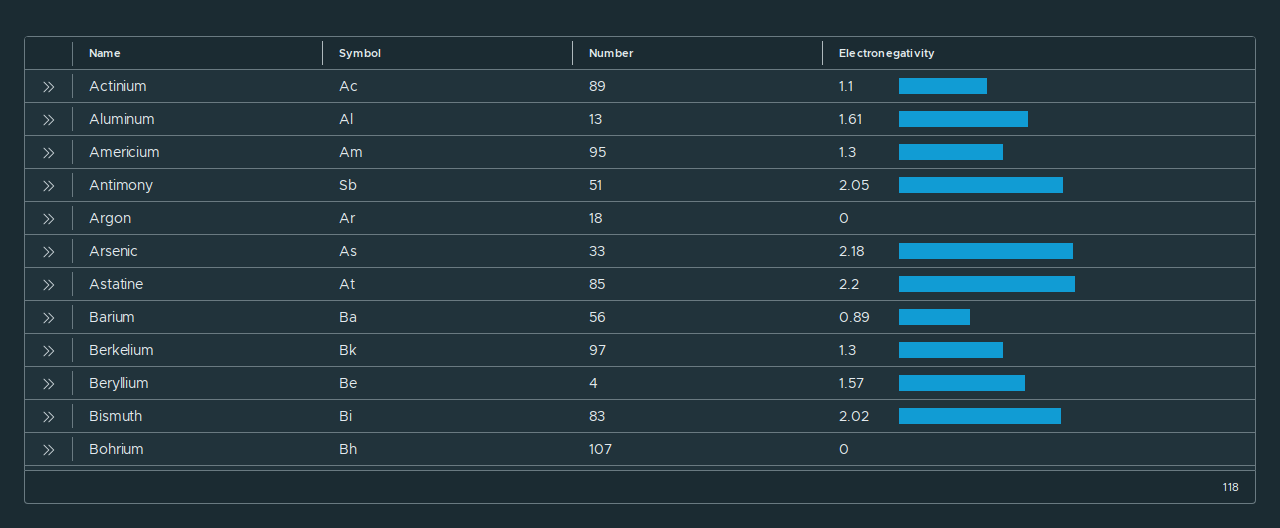 Name Symbol Number Electronegativity
Actinium Ac 89 1.1
Aluminum Al 13 1.61
Americium Am 95 1.3
Antimony Sb 51 2.05
Argon Ar 18 0
Arsenic As 33 2.18
Astatine At 85 2.2
Barium Ba 56 0.89
Berkelium Bk 97 1.3
Beryllium Be 4 1.57
Bismuth Bi 83 2.02
Bohrium Bh 107 0
118